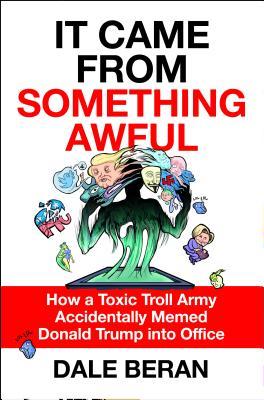 IT CAME
FROM
SOMETHING
AWFUL
How a Toxic Troll Army
Accidentally Memed
Donald Trump into Office
DALE BERAN